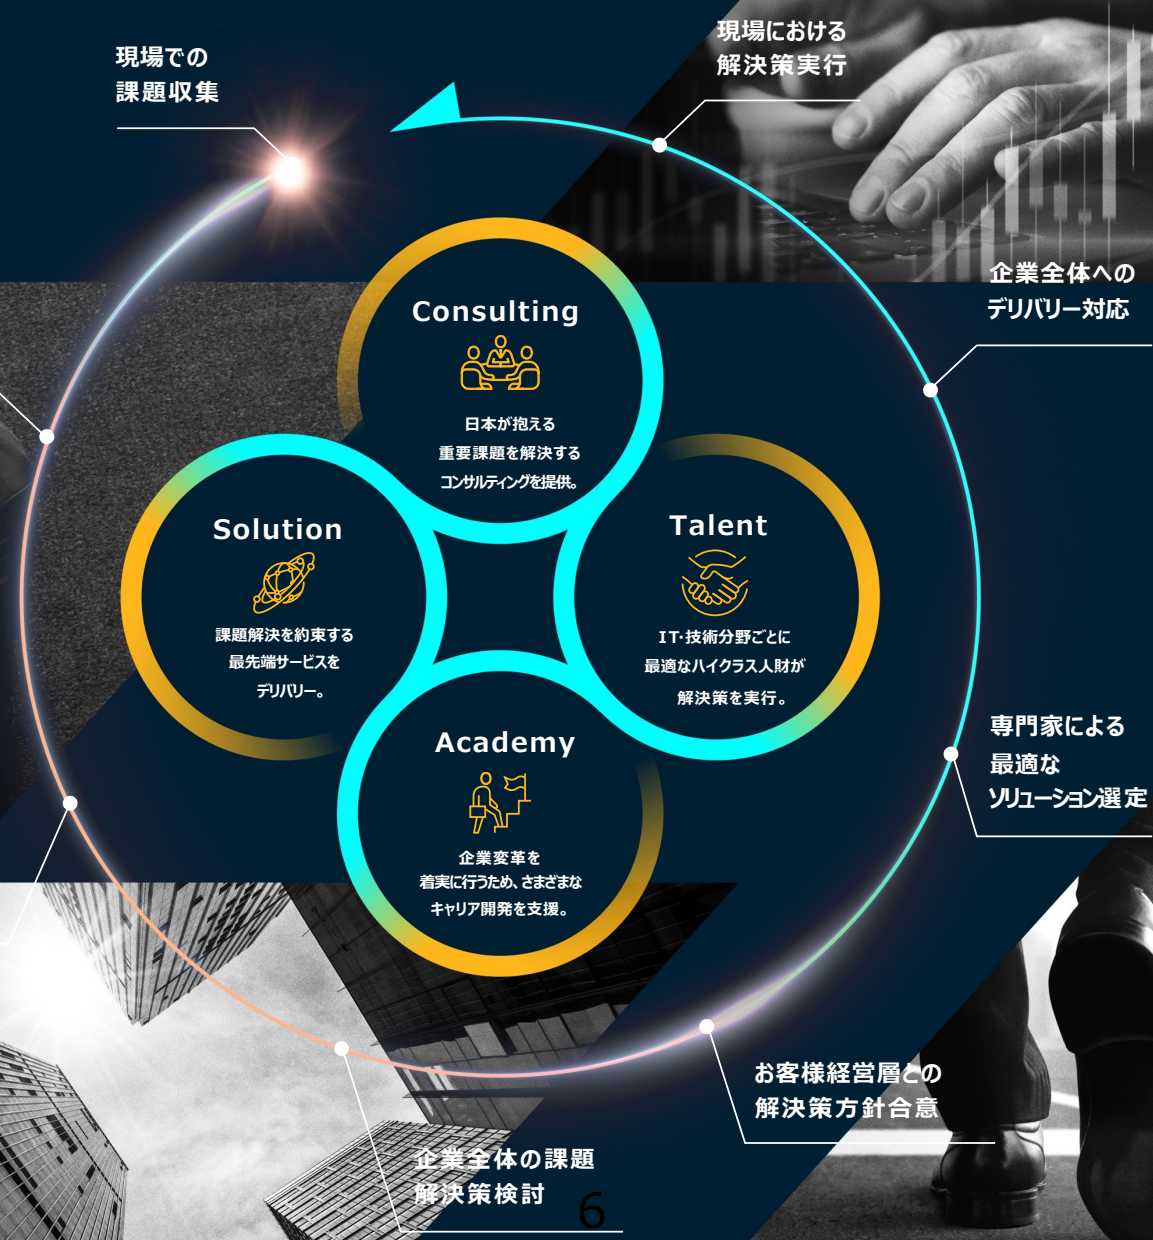 現場での
課題収集
現場における
解決策実行
企業全体への
デリバリー対応
Consulting
日本が抱える
重要課題を解決する
コンサルティングを提供。
Solution
課題解決を約束する
最先端サービスを
デリバリー。
Talent
IT・技術分野ごとに
最適なハイクラス人財が
解決策を実行。
Academy
企業変革を
着実に行うため、さまざまな
キャリア開発を支援。
専門家による
最適な
ソリューション選定
お客様経営層との
解決策方針合意
企業全体の課題
解決策検討
6